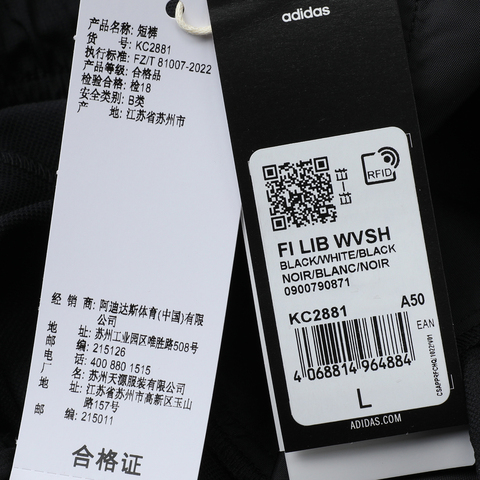 产品名称: 短裤
货 号: KC2881
执行标准: FZ/T 81007-2022
产品等级: 合格品
检验合格: 检18
安全类别: B类
产 地: 江苏省苏州市
经 销 商: 阿迪达斯体育(中国)有限
公司
地 址: 苏州工业园区唯胜路508号
邮 编: 215126
电 话: 400 880 1515
厂 名: 苏州天源服装有限公司
地 址: 江苏省苏州市高新区玉山
路157号
邮 编: 215011
合格证
adidas
RFID
FI LIB WVSH
BLACK/WHITE/BLACK
NOIR/BLANC/NOIR
0900790871
KC2881 A50
EAN
4 068814 964884
L
ADIDAS.COM